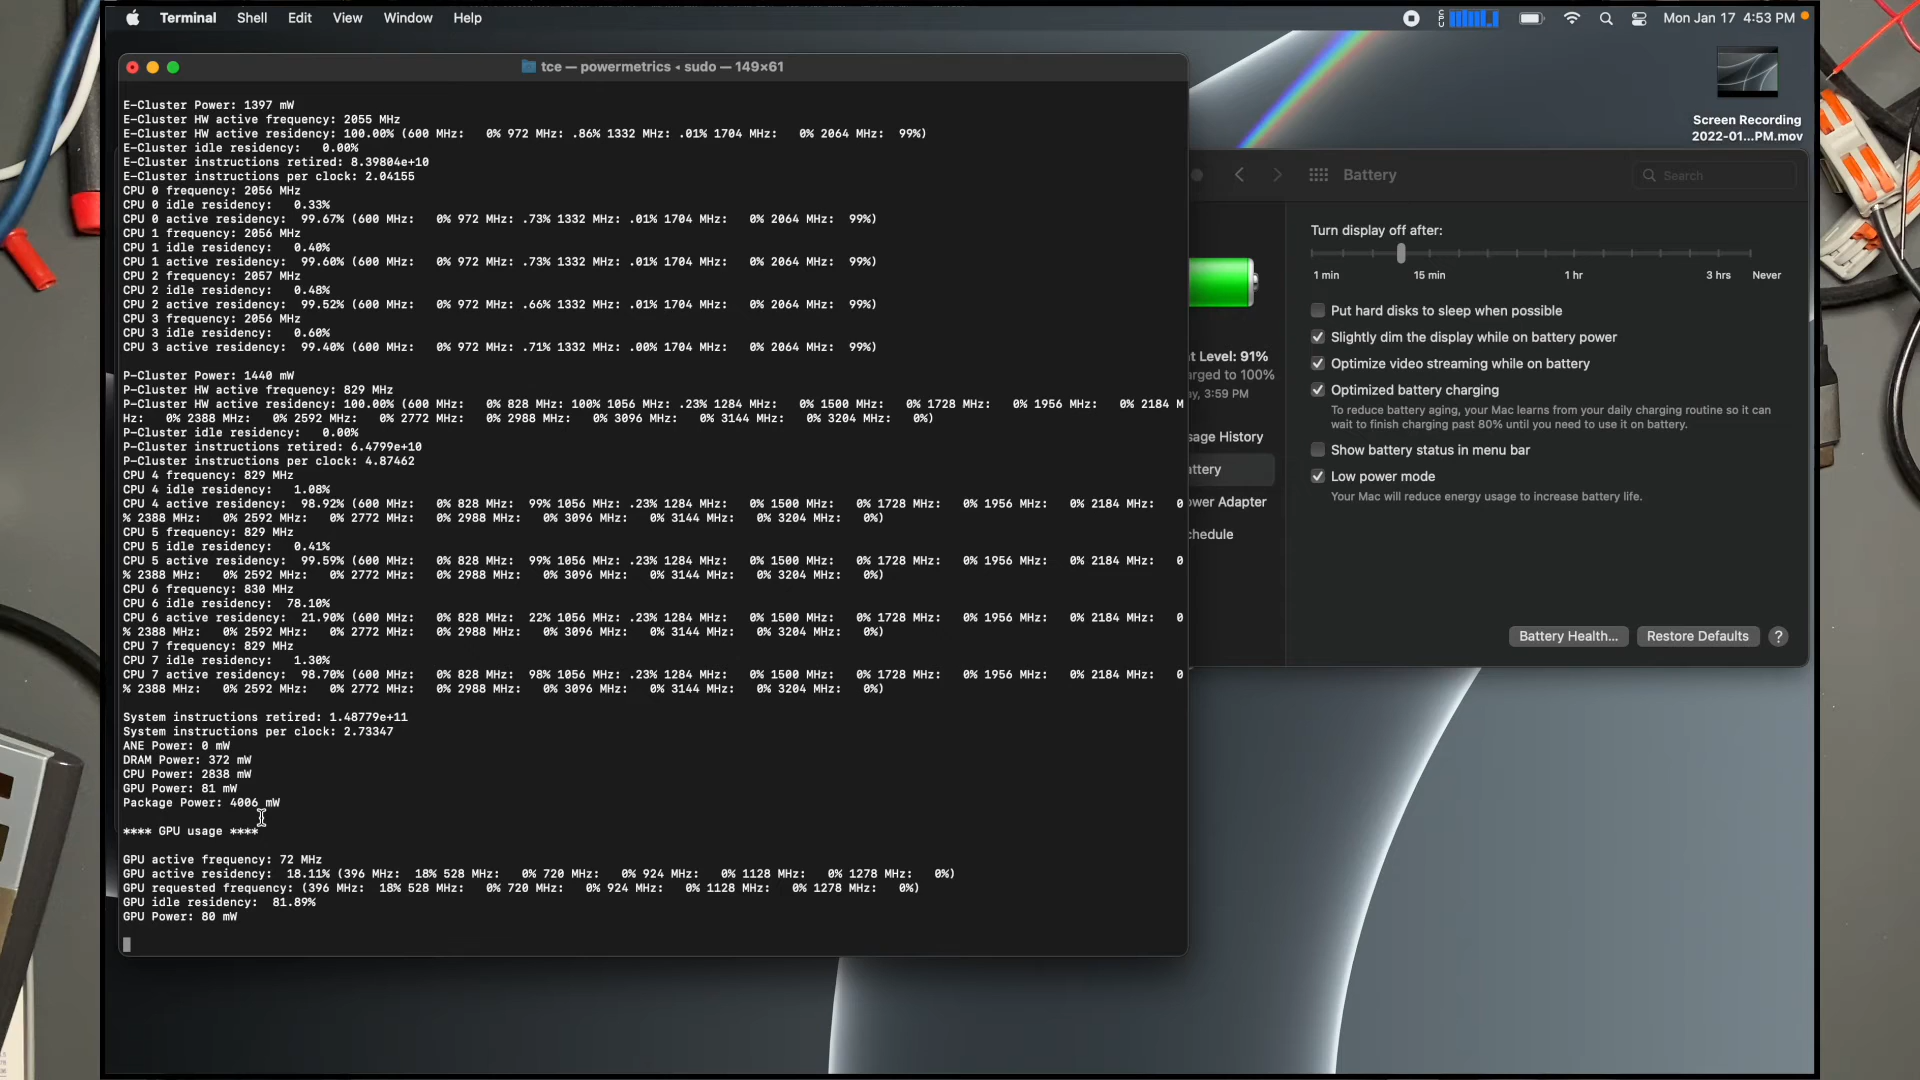 Terminal Shell Edit View Window Help
CPU
Mon Jan 17 4:53 PM
tce — powermetrics ◂ sudo — 149×61
E-Cluster Power: 1397 mW
E-Cluster HW active frequency: 2055 MHz
E-Cluster HW active residency: 100.00% (600 MHz: 0% 972 MHz: .86% 1332 MHz: .01% 1704 MHz: 0% 2064 MHz: 99%)
E-Cluster idle residency: 0.00%
E-Cluster instructions retired: 8.39804e+10
E-Cluster instructions per clock: 2.04155
CPU 0 frequency: 2056 MHz
CPU 0 idle residency: 0.33%
CPU 0 active residency: 99.67% (600 MHz: 0% 972 MHz: .73% 1332 MHz: .01% 1704 MHz: 0% 2064 MHz: 99%)
CPU 1 frequency: 2056 MHz
CPU 1 idle residency: 0.40%
CPU 1 active residency: 99.60% (600 MHz: 0% 972 MHz: .73% 1332 MHz: .01% 1704 MHz: 0% 2064 MHz: 99%)
CPU 2 frequency: 2057 MHz
CPU 2 idle residency: 0.48%
CPU 2 active residency: 99.52% (600 MHz: 0% 972 MHz: .66% 1332 MHz: .01% 1704 MHz: 0% 2064 MHz: 99%)
CPU 3 frequency: 2056 MHz
CPU 3 idle residency: 0.60%
CPU 3 active residency: 99.40% (600 MHz: 0% 972 MHz: .71% 1332 MHz: .00% 1704 MHz: 0% 2064 MHz: 99%)
P-Cluster Power: 1440 mW
P-Cluster HW active frequency: 829 MHz
P-Cluster HW active residency: 100.00% (600 MHz: 0% 828 MHz: 100% 1056 MHz: .23% 1284 MHz: 0% 1500 MHz: 0% 1728 MHz: 0% 1956 MHz: 0% 2184 M
Hz: 0% 2388 MHz: 0% 2592 MHz: 0% 2772 MHz: 0% 2988 MHz: 0% 3096 MHz: 0% 3144 MHz: 0% 3204 MHz: 0%)
P-Cluster idle residency: 0.00%
P-Cluster instructions retired: 6.4799e+10
P-Cluster instructions per clock: 4.87462
CPU 4 frequency: 829 MHz
CPU 4 idle residency: 1.08%
CPU 4 active residency: 98.92% (600 MHz: 0% 828 MHz: 99% 1056 MHz: .23% 1284 MHz: 0% 1500 MHz: 0% 1728 MHz: 0% 1956 MHz: 0% 2184 MHz: 0
% 2388 MHz: 0% 2592 MHz: 0% 2772 MHz: 0% 2988 MHz: 0% 3096 MHz: 0% 3144 MHz: 0% 3204 MHz: 0%)
CPU 5 frequency: 829 MHz
CPU 5 idle residency: 0.41%
CPU 5 active residency: 99.59% (600 MHz: 0% 828 MHz: 99% 1056 MHz: .23% 1284 MHz: 0% 1500 MHz: 0% 1728 MHz: 0% 1956 MHz: 0% 2184 MHz: 0
% 2388 MHz: 0% 2592 MHz: 0% 2772 MHz: 0% 2988 MHz: 0% 3096 MHz: 0% 3144 MHz: 0% 3204 MHz: 0%)
CPU 6 frequency: 830 MHz
CPU 6 idle residency: 78.10%
CPU 6 active residency: 21.90% (600 MHz: 0% 828 MHz: 22% 1056 MHz: .23% 1284 MHz: 0% 1500 MHz: 0% 1728 MHz: 0% 1956 MHz: 0% 2184 MHz: 0
% 2388 MHz: 0% 2592 MHz: 0% 2772 MHz: 0% 2988 MHz: 0% 3096 MHz: 0% 3144 MHz: 0% 3204 MHz: 0%)
CPU 7 frequency: 829 MHz
CPU 7 idle residency: 1.30%
CPU 7 active residency: 98.70% (600 MHz: 0% 828 MHz: 98% 1056 MHz: .23% 1284 MHz: 0% 1500 MHz: 0% 1728 MHz: 0% 1956 MHz: 0% 2184 MHz: 0
% 2388 MHz: 0% 2592 MHz: 0% 2772 MHz: 0% 2988 MHz: 0% 3096 MHz: 0% 3144 MHz: 0% 3204 MHz: 0%)
System instructions retired: 1.48779e+11
System instructions per clock: 2.73347
ANE Power: 0 mW
DRAM Power: 372 mW
CPU Power: 2838 mW
GPU Power: 81 mW
Package Power: 4006 mW
**** GPU usage ****
GPU active frequency: 72 MHz
GPU active residency: 18.11% (396 MHz: 18% 528 MHz: 0% 720 MHz: 0% 924 MHz: 0% 1128 MHz: 0% 1278 MHz: 0%)
GPU requested frequency: (396 MHz: 18% 528 MHz: 0% 720 MHz: 0% 924 MHz: 0% 1128 MHz: 0% 1278 MHz: 0%)
GPU idle residency: 81.89%
GPU Power: 80 mW
Screen Recording
2022-01...PM.mov
Battery
Search
t Level: 91%
arged to 100%
y, 3:59 PM
sage History
ttery
wer Adapter
chedule
Turn display off after:
1 min 15 min 1 hr 3 hrs Never
Put hard disks to sleep when possible
Slightly dim the display while on battery power
Optimize video streaming while on battery
Optimized battery charging
To reduce battery aging, your Mac learns from your daily charging routine so it can
wait to finish charging past 80% until you need to use it on battery.
Show battery status in menu bar
Low power mode
Your Mac will reduce energy usage to increase battery life.
Battery Health... Restore Defaults ?